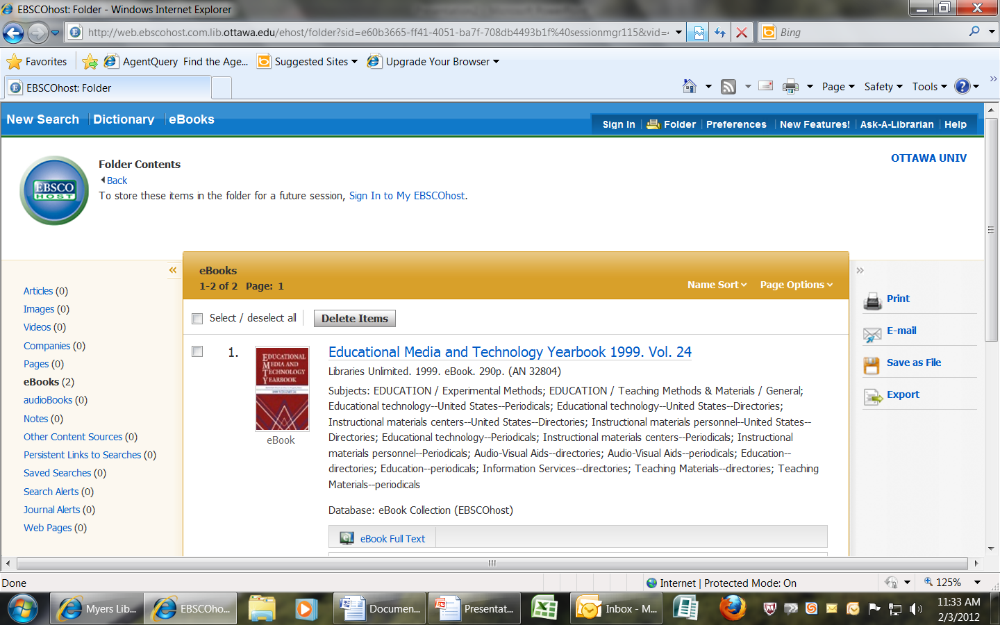 EBSCOhost: Folder - Windows Internet Explorer
http://web.ebscohost.com.lib.ottawa.edu/ehost/folder?sid=e60b3665-ff41-4051-ba7f-708db4493b1f%40sessionmgr115&vid=
Bing
Favorites
AgentQuery Find the Age...
Suggested Sites
Upgrade Your Browser
EBSCOhost: Folder
Page
Safety
Tools
New Search
Dictionary
eBooks
Sign In
Folder
Preferences
New Features!
Ask-A-Librarian
Help
EBSCO
HOST
Folder Contents
Back
To store these items in the folder for a future session, Sign In to My EBSCOhost.
OTTAWA UNIV
Articles (0)
Images (0)
Videos (0)
Companies (0)
Pages (0)
eBooks (2)
audioBooks (0)
Notes (0)
Other Content Sources (0)
Persistent Links to Searches (0)
Saved Searches (0)
Search Alerts (0)
Journal Alerts (0)
Web Pages (0)
eBooks
1-2 of 2 Page: 1
Name Sort
Page Options
Select / deselect all
Delete Items
1.
EDUCATIONAL
MEDIA AND
TECHNOLOGY
YEARBOOK
eBook
Educational Media and Technology Yearbook 1999. Vol. 24
Libraries Unlimited. 1999. eBook. 290p. (AN 32804)
Subjects: EDUCATION / Experimental Methods; EDUCATION / Teaching Methods & Materials / General;
Educational technology--United States--Periodicals; Educational technology--United States--Directories;
Instructional materials centers--United States--Directories; Instructional materials personnel--United States--
Directories; Educational technology--Periodicals; Instructional materials centers--Periodicals; Instructional
materials personnel--Periodicals; Audio-Visual Aids--directories; Audio-Visual Aids--periodicals; Education--
directories; Education--periodicals; Information Services--directories; Teaching Materials--directories; Teaching
Materials--periodicals
Database: eBook Collection (EBSCOhost)
eBook Full Text
Print
E-mail
Save as File
Export
Done
Internet | Protected Mode: On
125%
Myers Lib...
EBSCOho...
Documen...
Presentat...
Inbox - M...
11:33 AM
2/3/2012